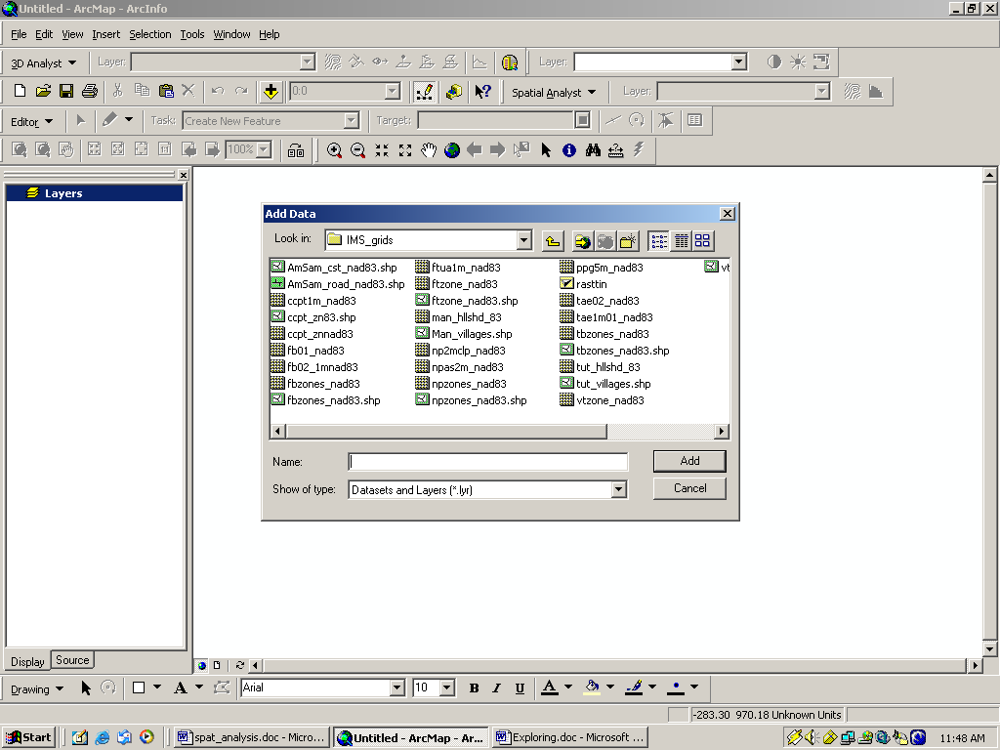 Untitled - ArcMap - ArcInfo
File Edit View Insert Selection Tools Window Help
3D Analyst Layer: Layer:
0:0 Spatial Analyst Layer:
Editor Task: Create New Feature Target:
100%
Layers
Add Data
Look in: IMS_grids
AmSam_cst_nad83.shp ftua1m_nad83 ppg5m_nad83 vt
AmSam_road_nad83.shp ftzone_nad83 rasttin
ccpt1m_nad83 ftzone_nad83.shp tae02_nad83
ccpt_zn83.shp man_hllshd_83 tae1m01_nad83
ccpt_znnad83 Man_villages.shp tbzones_nad83
fb01_nad83 np2mclp_nad83 tbzones_nad83.shp
fb02_1mnad83 npas2m_nad83 tut_hllshd_83
fbzones_nad83 npzones_nad83 tut_villages.shp
fbzones_nad83.shp npzones_nad83.shp vtzone_nad83
Name: Add
Show of type: Datasets and Layers (*.lyr) Cancel
Display Source
Drawing A Arial 10 B I U A
-283.30 970.18 Unknown Units
Start spat_analysis.doc - Micro... Untitled - ArcMap - Ar... Exploring.doc - Microsoft ... 11:48 AM